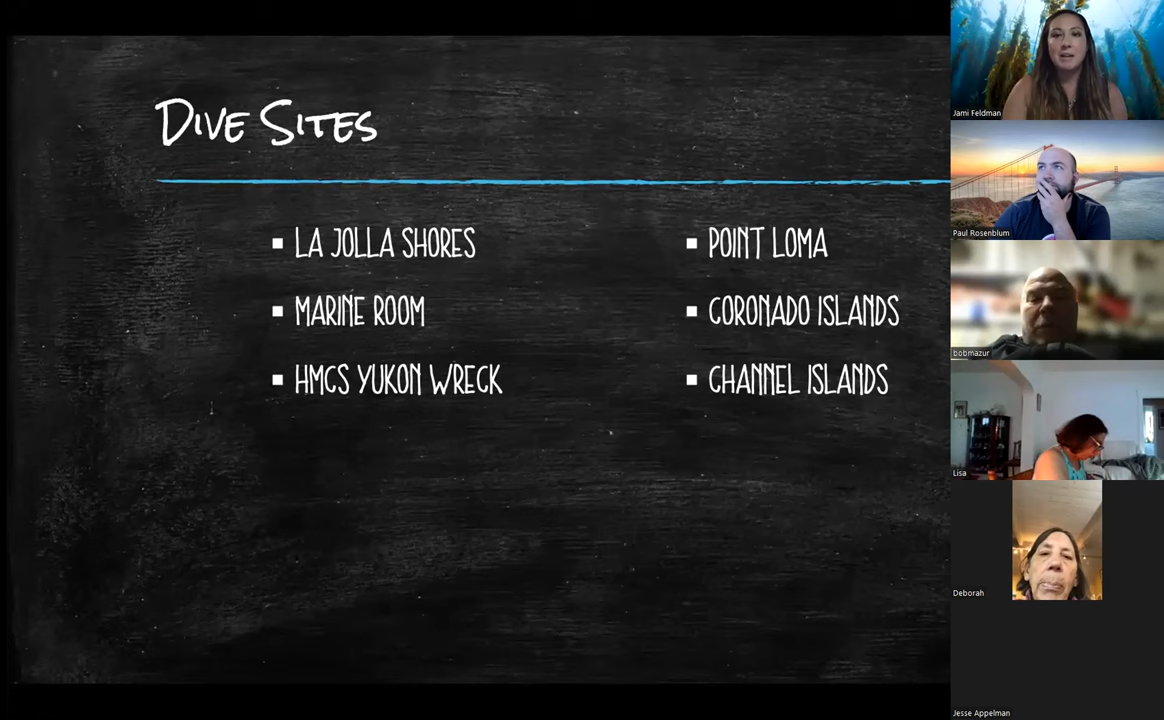 Dive Sites
LA JOLLA SHORES
MARINE ROOM
HMCS YUKON WRECK
POINT LOMA
CORONADO ISLANDS
CHANNEL ISLANDS
Jami Feldman
Paul Rosenblum
bobmazur
Lisa
Deborah
Jesse Appelman